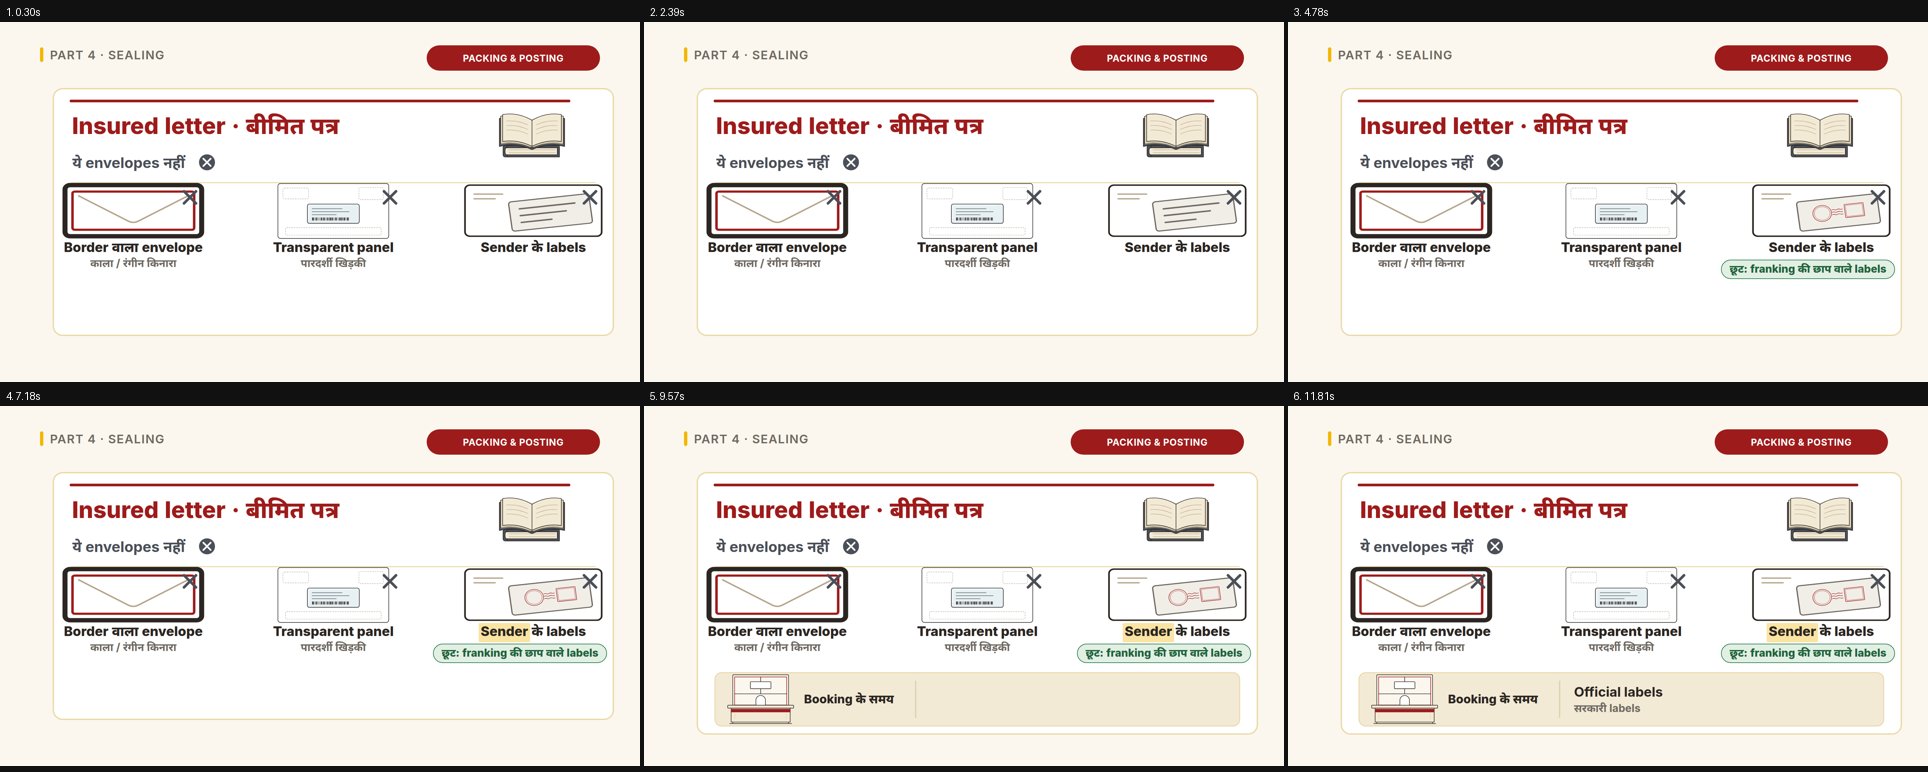 1. 0.30s
PART 4 · SEALING
PACKING & POSTING
Insured letter · बीमित पत्र
ये envelopes नहीं
Border वाला envelope
काला / रंगीन किनारा
Transparent panel
पारदर्शी खिड़की
Sender के labels
2. 2.39s
PART 4 · SEALING
PACKING & POSTING
Insured letter · बीमित पत्र
ये envelopes नहीं
Border वाला envelope
काला / रंगीन किनारा
Transparent panel
पारदर्शी खिड़की
Sender के labels
3. 4.78s
PART 4 · SEALING
PACKING & POSTING
Insured letter · बीमित पत्र
ये envelopes नहीं
Border वाला envelope
काला / रंगीन किनारा
Transparent panel
पारदर्शी खिड़की
Sender के labels
छूट: franking की छाप वाले labels
4. 7.18s
PART 4 · SEALING
PACKING & POSTING
Insured letter · बीमित पत्र
ये envelopes नहीं
Border वाला envelope
काला / रंगीन किनारा
Transparent panel
पारदर्शी खिड़की
Sender के labels
छूट: franking की छाप वाले labels
5. 9.57s
PART 4 · SEALING
PACKING & POSTING
Insured letter · बीमित पत्र
ये envelopes नहीं
Border वाला envelope
काला / रंगीन किनारा
Transparent panel
पारदर्शी खिड़की
Sender के labels
छूट: franking की छाप वाले labels
Booking के समय
6. 11.81s
PART 4 · SEALING
PACKING & POSTING
Insured letter · बीमित पत्र
ये envelopes नहीं
Border वाला envelope
काला / रंगीन किनारा
Transparent panel
पारदर्शी खिड़की
Sender के labels
छूट: franking की छाप वाले labels
Booking के समय
Official labels
सरकारी labels